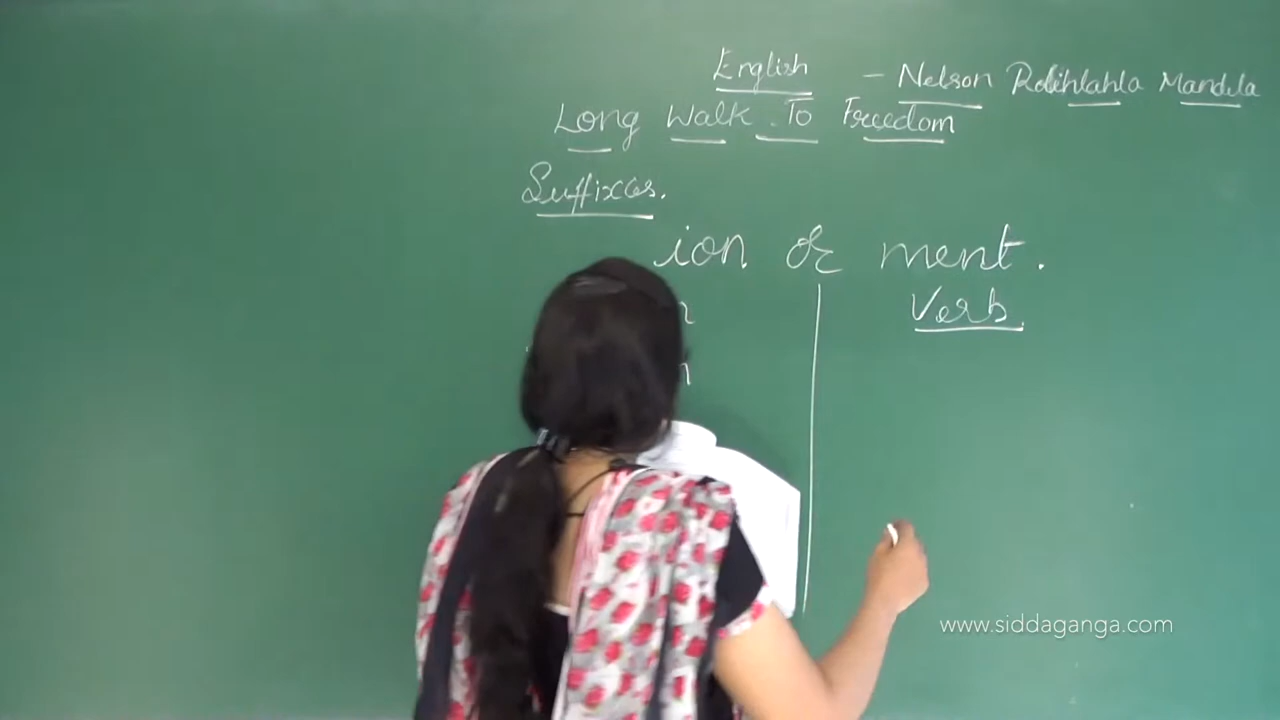 English - Nelson Rolihlahla Mandela
Long Walk To Freedom
Suffixes.
ion or ment.
Verb.
www.siddaganga.com